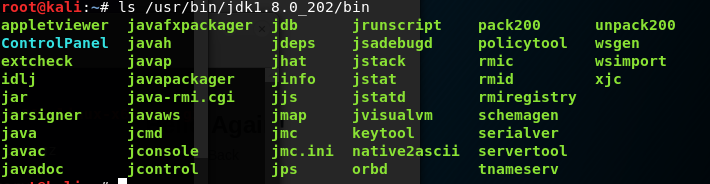 root@kali:~# ls /usr/bin/jdk1.8.0_202/bin
appletviewer javafxpackager jdb jrunscript pack200 unpack200
ControlPanel javah jdeps jsadebugd policytool wsgen
extcheck javap jhat jstack rmic wsimport
idlj javapackager jinfo jstat rmid xjc
jar java-rmi.cgi jjs jstatd rmiregistry
jarsigner javaws jmap jvisualvm schemagen
java jcmd jmc keytool serialver
javac jconsole jmc.ini native2ascii servertool
javadoc jcontrol jps orbd tnameserv